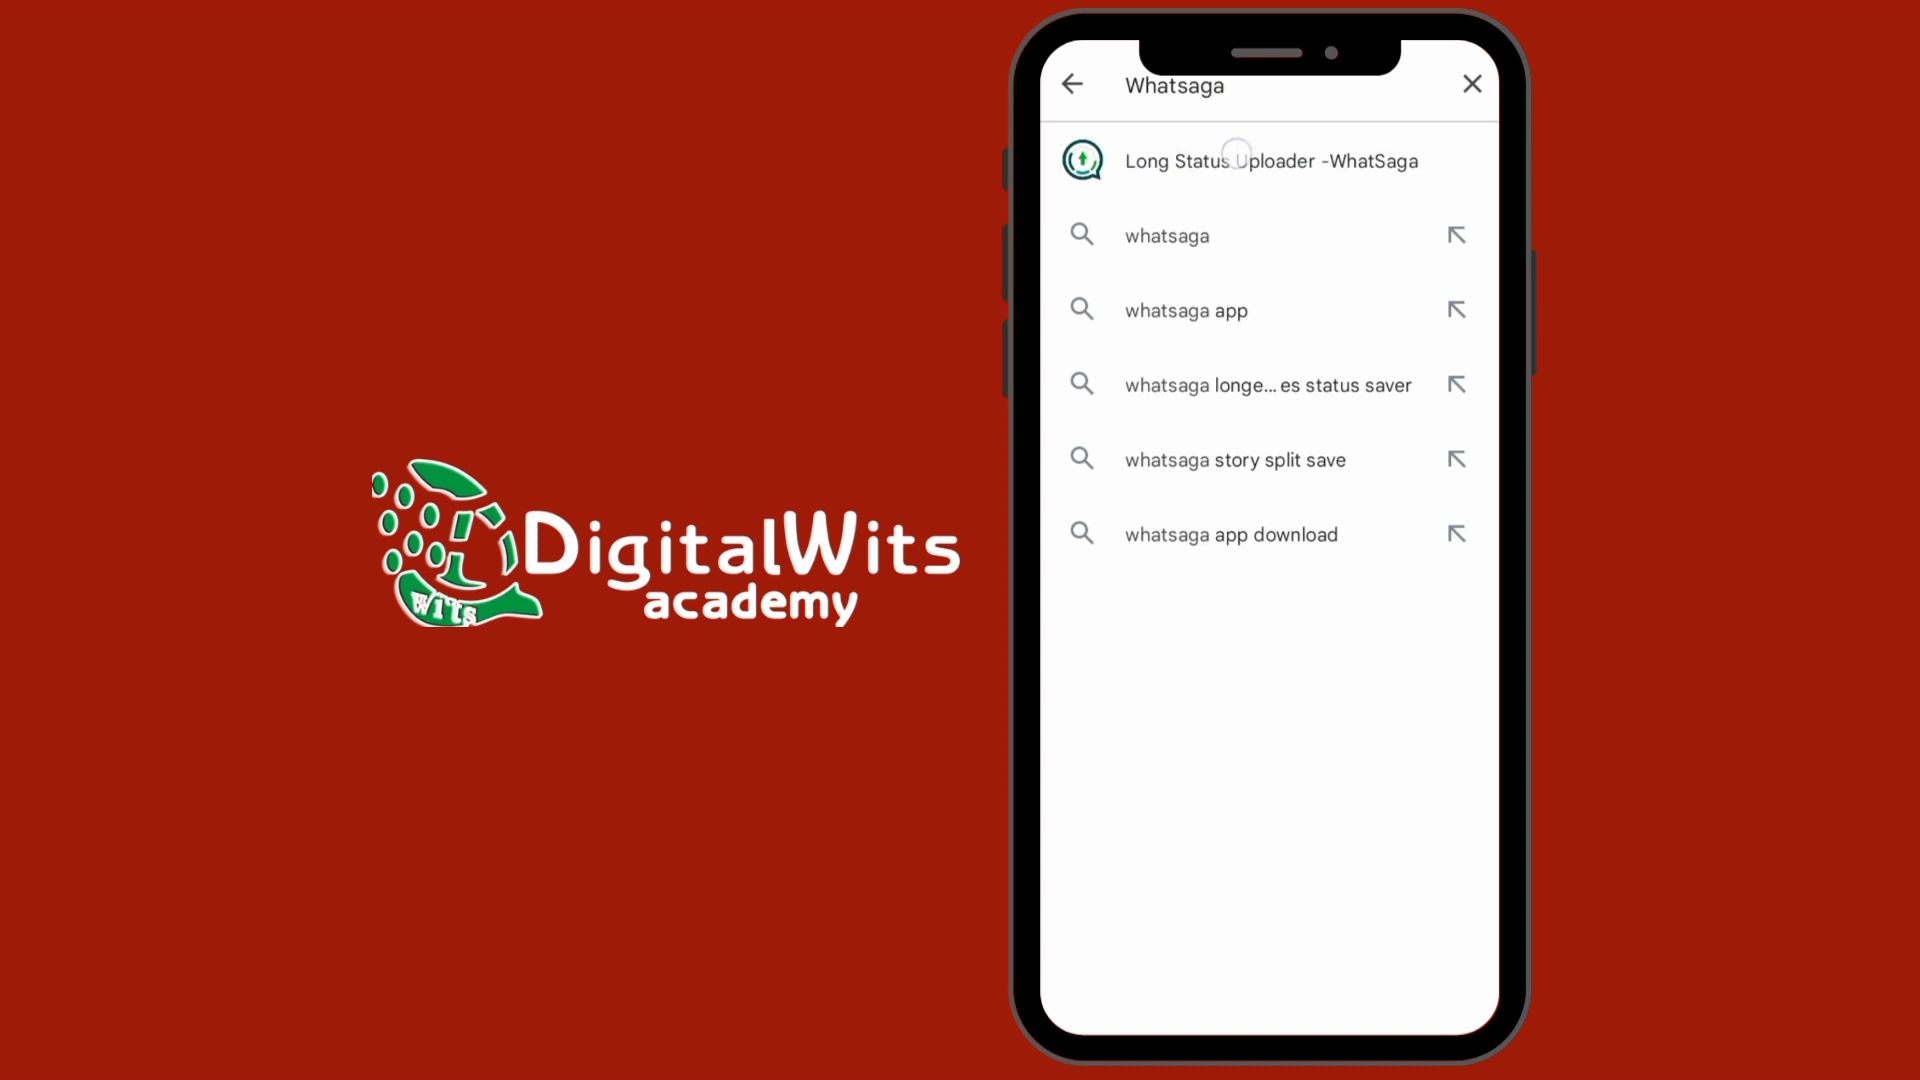 wits
DigitalWits
academy
Whatsaga
Long Status Uploader -WhatSaga
whatsaga
whatsaga app
whatsaga longe... es status saver
whatsaga story split save
whatsaga app download